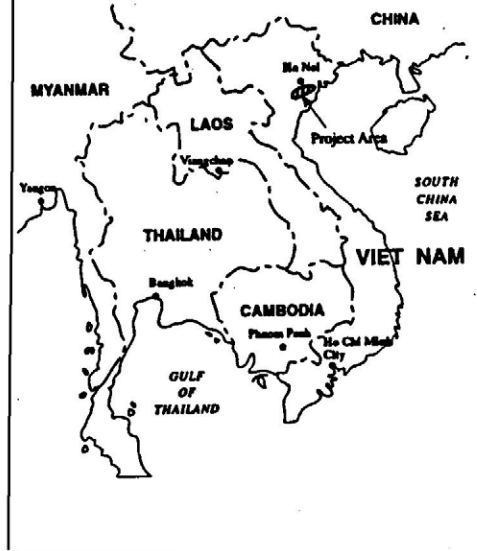 CHINA
Ha Noi
MYANMAR
LAOS
Project Area
Viangchan
Yangon
SOUTH
CHINA
SEA
THAILAND
VIET NAM
Bangkok
CAMBODIA
Phnom Penh
Ho Chi Minh
City
GULF
OF
THAILAND